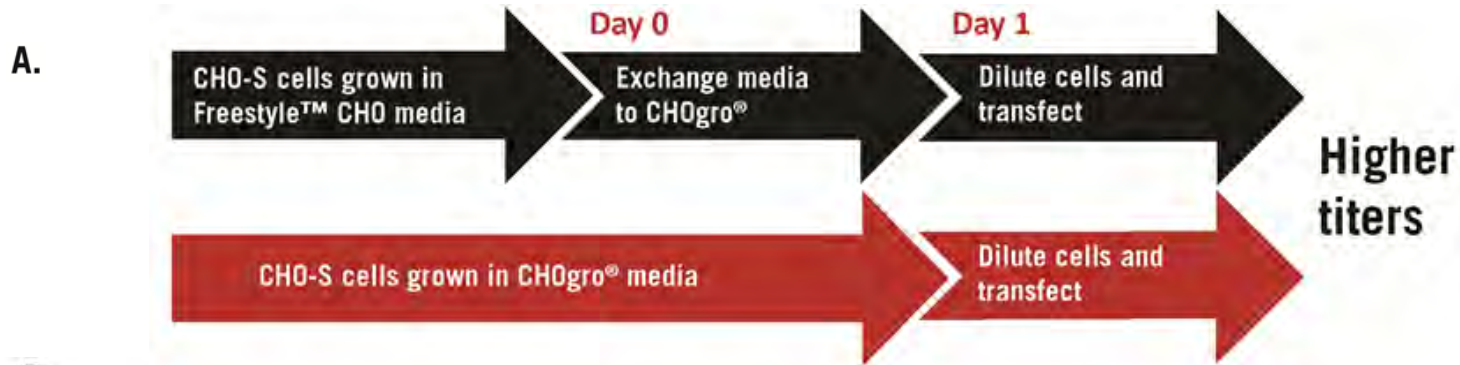 A.
Day 0
Day 1
CHO-S cells grown in
Freestyle™ CHO media
Exchange media
to CHOgro®
Dilute cells and
transfect
Higher
titers
CHO-S cells grown in CHOgro® media
Dilute cells and
transfect